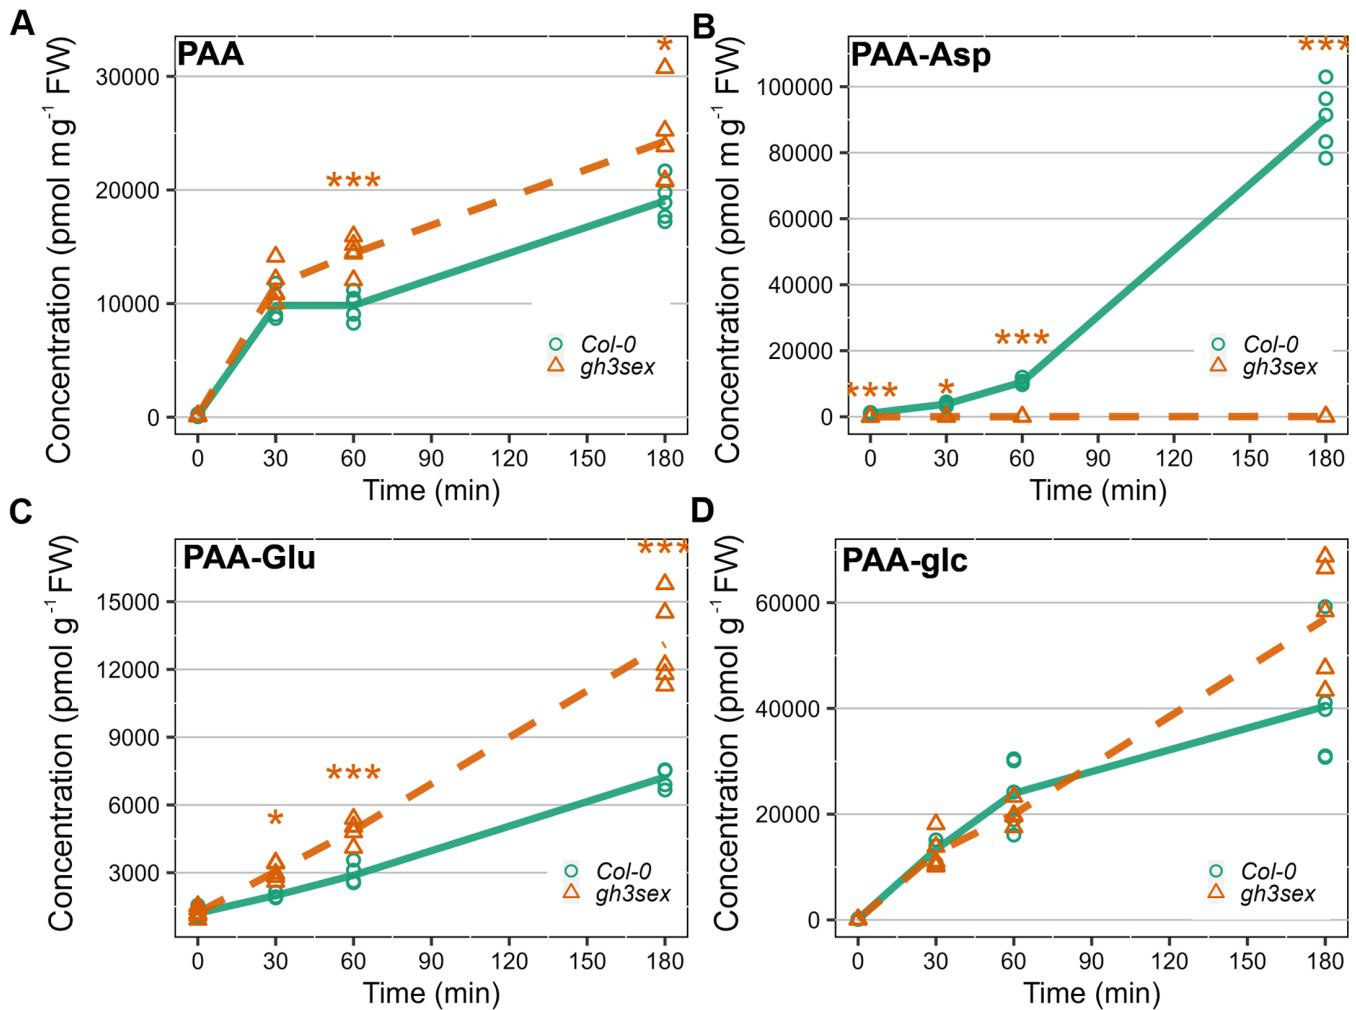 A
PAA
Concentration (pmol mg⁻¹ FW)
30000
20000
10000
0
*
***
Col-0
gh3sex
0 30 60 90 120 150 180
Time (min)
B
PAA-Asp
Concentration (pmol mg⁻¹ FW)
100000
80000
60000
40000
20000
0
***
***
***
*
Col-0
gh3sex
0 30 60 90 120 150 180
Time (min)
C
PAA-Glu
Concentration (pmol g⁻¹ FW)
15000
12000
9000
6000
3000
***
***
*
Col-0
gh3sex
0 30 60 90 120 150 180
Time (min)
D
PAA-glc
Concentration (pmol g⁻¹ FW)
60000
40000
20000
0
Col-0
gh3sex
0 30 60 90 120 150 180
Time (min)